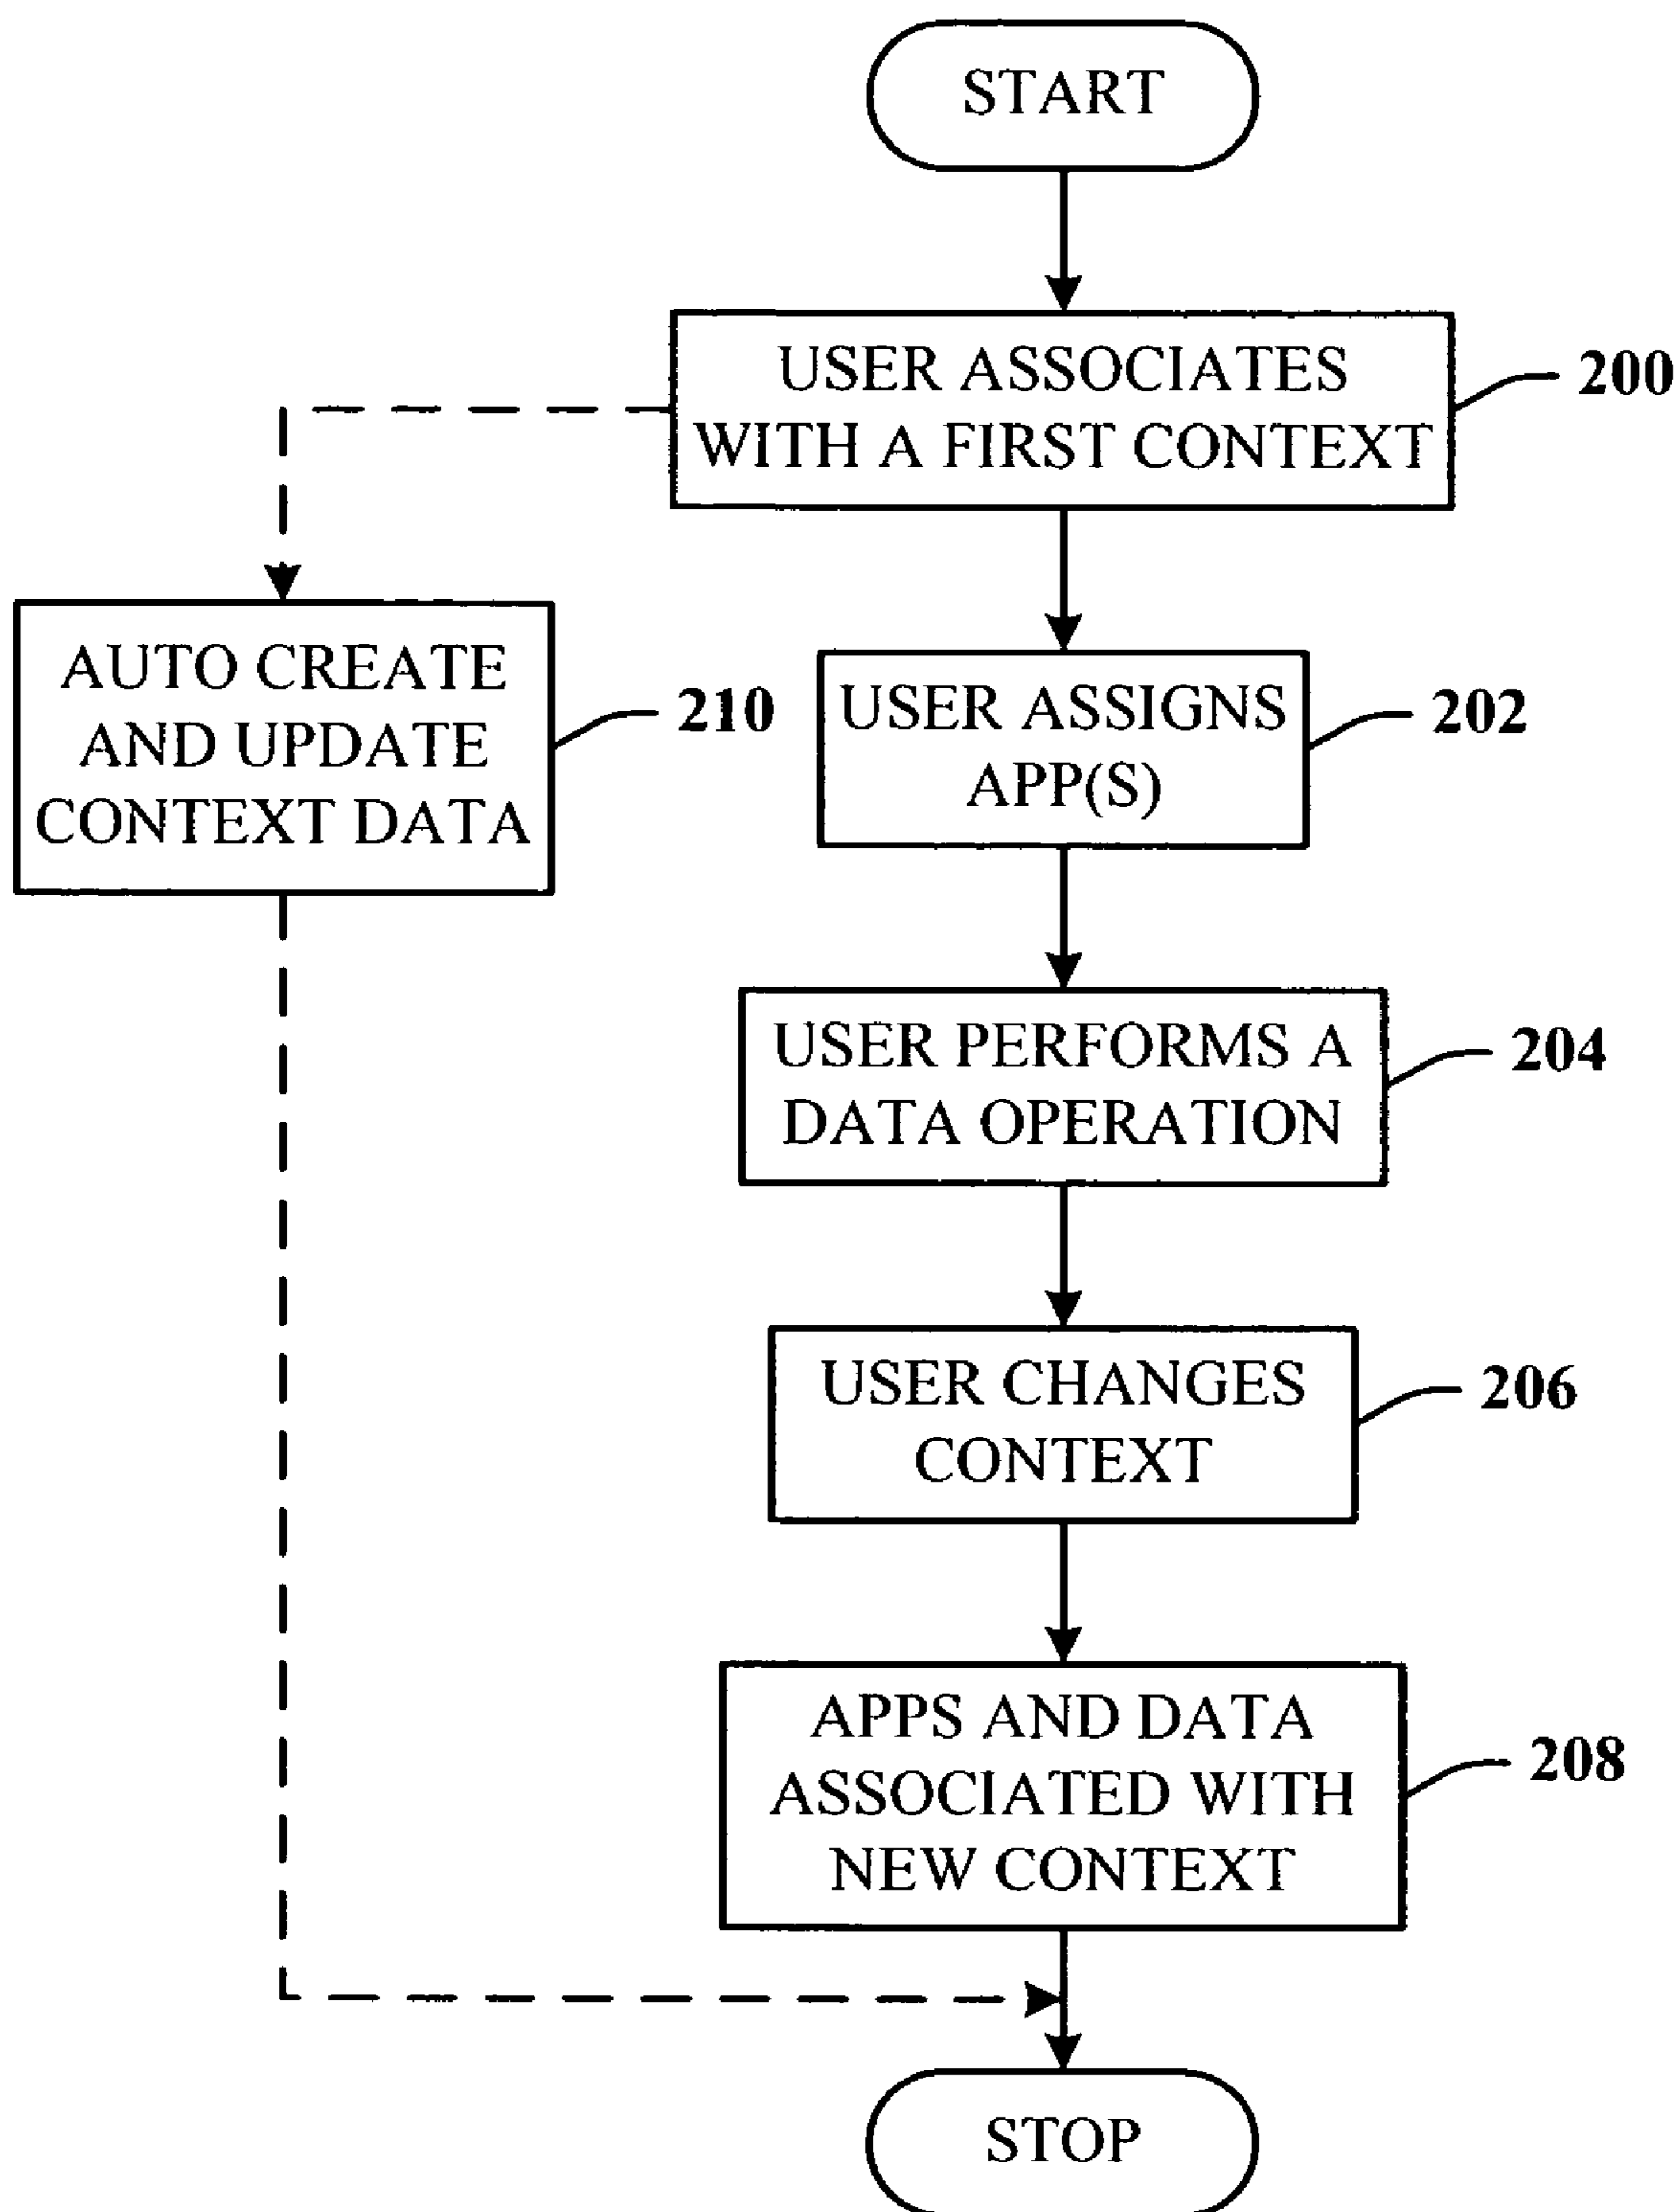 START
USER ASSOCIATES
WITH A FIRST CONTEXT
200
AUTO CREATE
AND UPDATE
CONTEXT DATA
210
USER ASSIGNS
APP(S)
202
USER PERFORMS A
DATA OPERATION
204
USER CHANGES
CONTEXT
206
APPS AND DATA
ASSOCIATED WITH
NEW CONTEXT
208
STOP